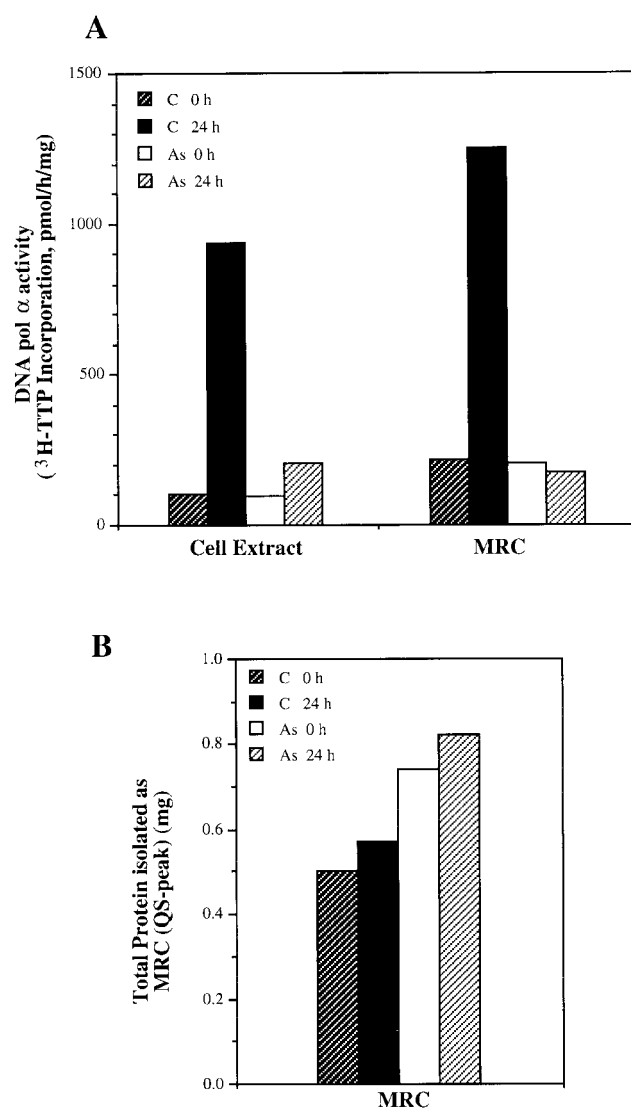 A
DNA pol α activity
(³H-TTP Incorporation, pmol/h/mg)
1500
1000
500
0
C 0 h
C 24 h
As 0 h
As 24 h
Cell Extract MRC
B
Total Protein isolated as
MRC (QS-peak) (mg)
1.0
0.8
0.6
0.4
0.2
0.0
C 0 h
C 24 h
As 0 h
As 24 h
MRC